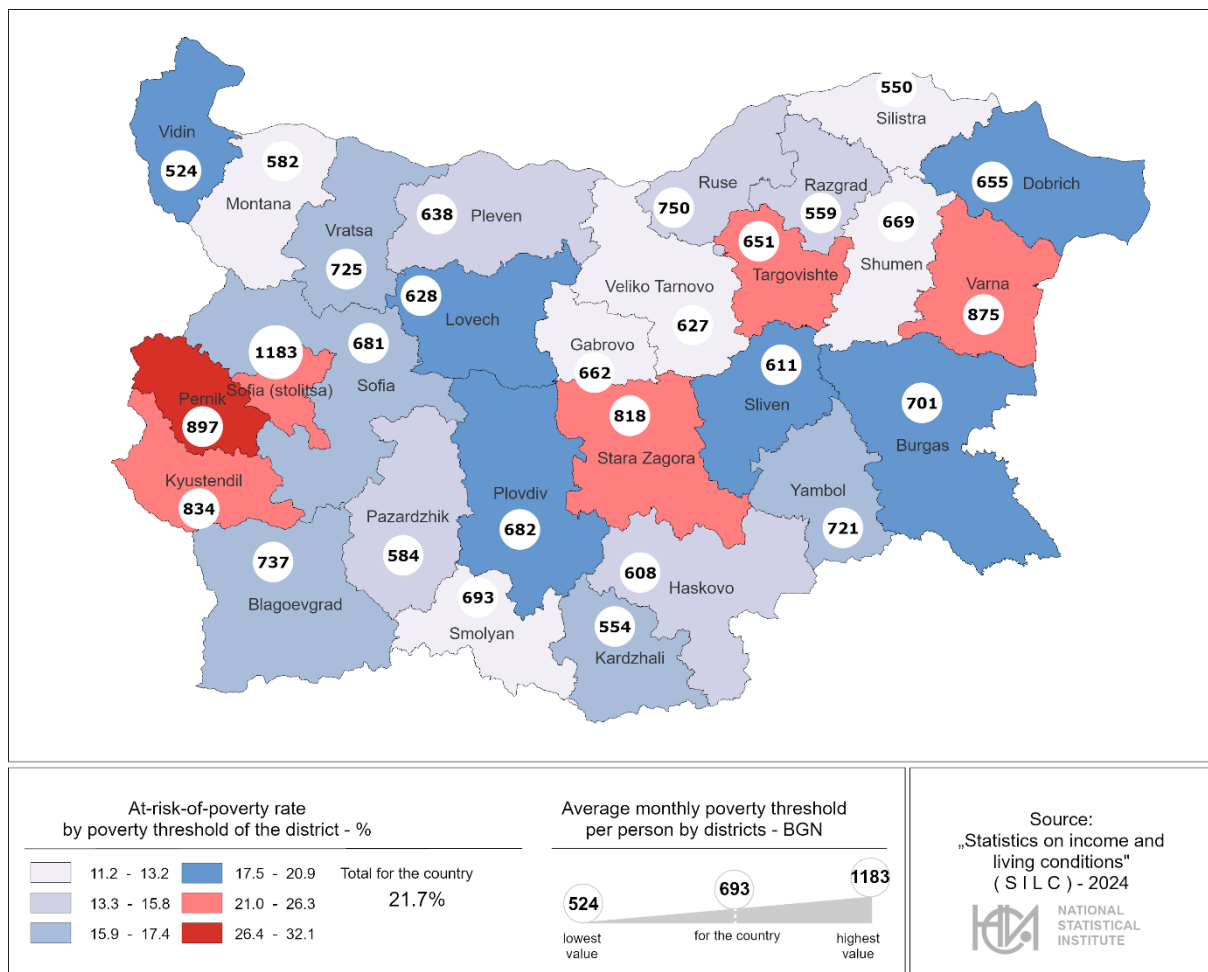 550
Silistra
Vidin
524
582
Montana
655
Dobrich
Ruse
750
Razgrad
559
638
Pleven
669
Shumen
651
Targovishte
Vratsa
725
Varna
875
628
Lovech
Veliko Tarnovo
627
Gabrovo
662
1183
Sofia (stolitsa)
681
Sofia
Pernik
897
611
Sliven
701
Burgas
818
Stara Zagora
Kyustendil
834
Plovdiv
682
Yambol
721
Pazardzhik
584
737
Blagoevgrad
608
Haskovo
693
Smolyan
554
Kardzhali
At-risk-of-poverty rate
by poverty threshold of the district - %
11.2 - 13.2
17.5 - 20.9
13.3 - 15.8
21.0 - 26.3
15.9 - 17.4
26.4 - 32.1
Total for the country
21.7%
Average monthly poverty threshold
per person by districts - BGN
524
693
1183
lowest
value
for the country
highest
value
Source:
„Statistics on income and
living conditions"
( S I L C ) - 2024
НСИ
NATIONAL
STATISTICAL
INSTITUTE